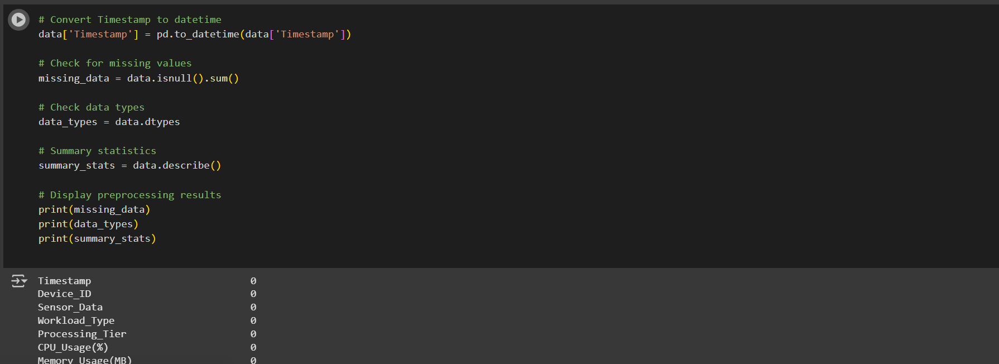 # Convert Timestamp to datetime
data['Timestamp'] = pd.to_datetime(data['Timestamp'])
# Check for missing values
missing_data = data.isnull().sum()
# Check data types
data_types = data.dtypes
# Summary statistics
summary_stats = data.describe()
# Display preprocessing results
print(missing_data)
print(data_types)
print(summary_stats)
Timestamp 0
Device_ID 0
Sensor_Data 0
Workload_Type 0
Processing_Tier 0
CPU_Usage(%) 0
Memory_Usage(MB) 0